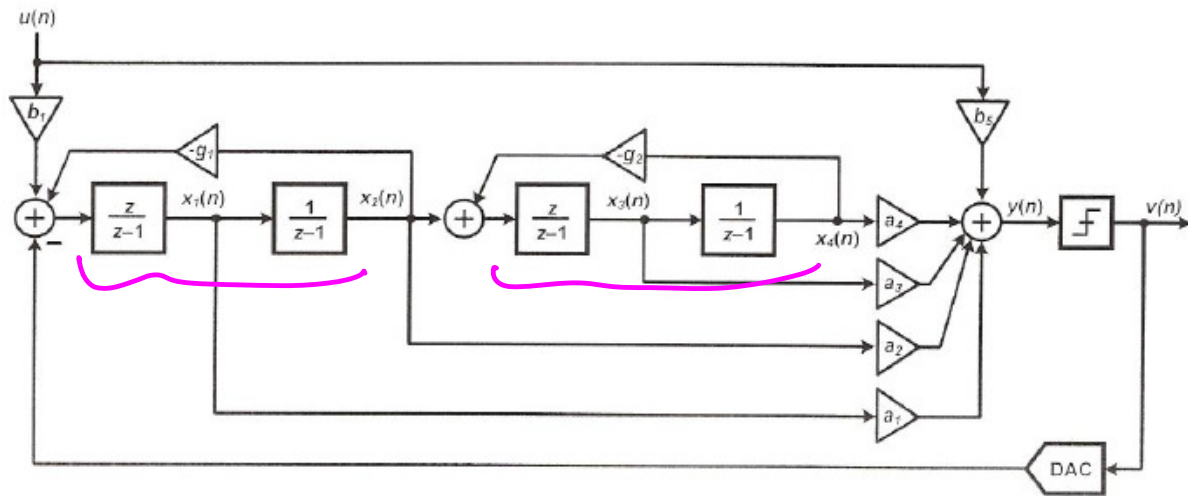 u(n)
b₁
b₅
-g₁
-g₂
z
z–1
x₁(n)
1
z–1
x₂(n)
z
z–1
x₃(n)
1
z–1
x₄(n)
a₄
y(n)
v(n)
a₃
a₂
a₁
DAC